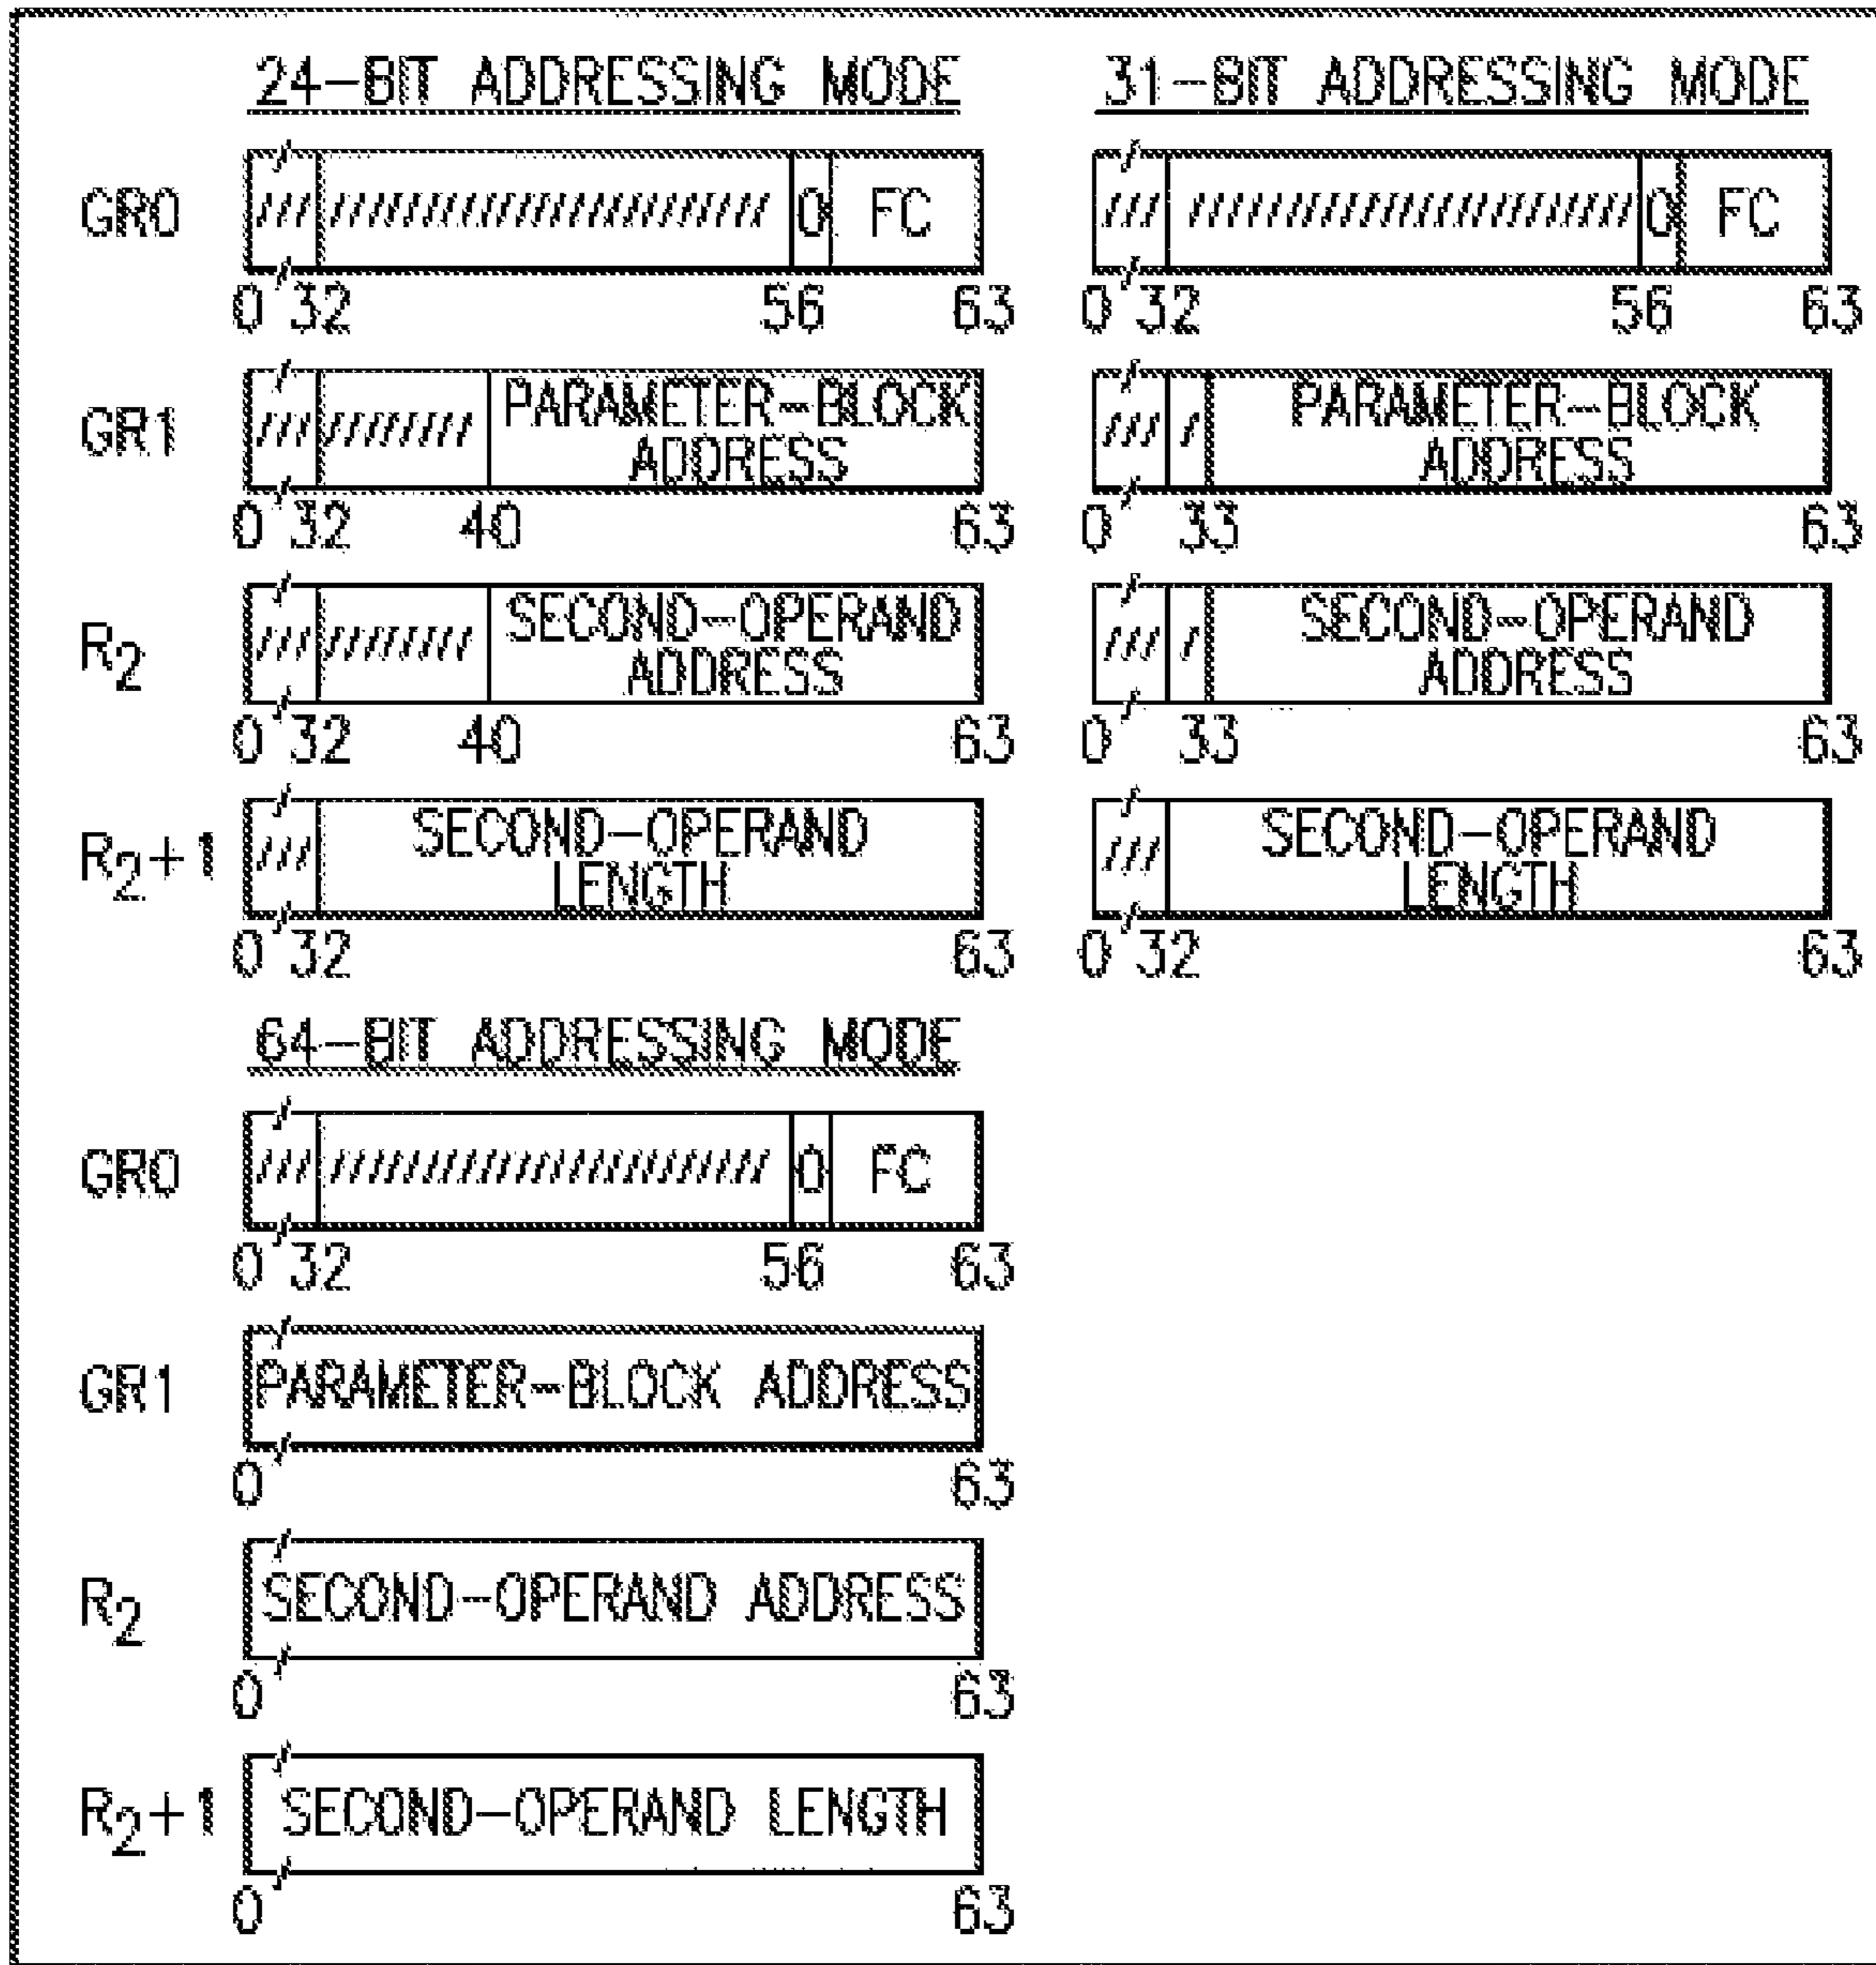 24-BIT ADDRESSING MODE 31-BIT ADDRESSING MODE
GR0 /// //////////////////////// 0 FC /// //////////////////////// 0 FC
0 32 56 63 0 32 56 63
GR1 /// //////// PARAMETER-BLOCK ADDRESS /// / PARAMETER-BLOCK ADDRESS
0 32 40 63 0 33 63
R2 /// //////// SECOND-OPERAND ADDRESS /// / SECOND-OPERAND ADDRESS
0 32 40 63 0 33 63
R2+1 /// SECOND-OPERAND LENGTH /// SECOND-OPERAND LENGTH
0 32 63 0 32 63
64-BIT ADDRESSING MODE
GR0 /// //////////////////////// 0 FC
0 32 56 63
GR1 PARAMETER-BLOCK ADDRESS
0 63
R2 SECOND-OPERAND ADDRESS
0 63
R2+1 SECOND-OPERAND LENGTH
0 63